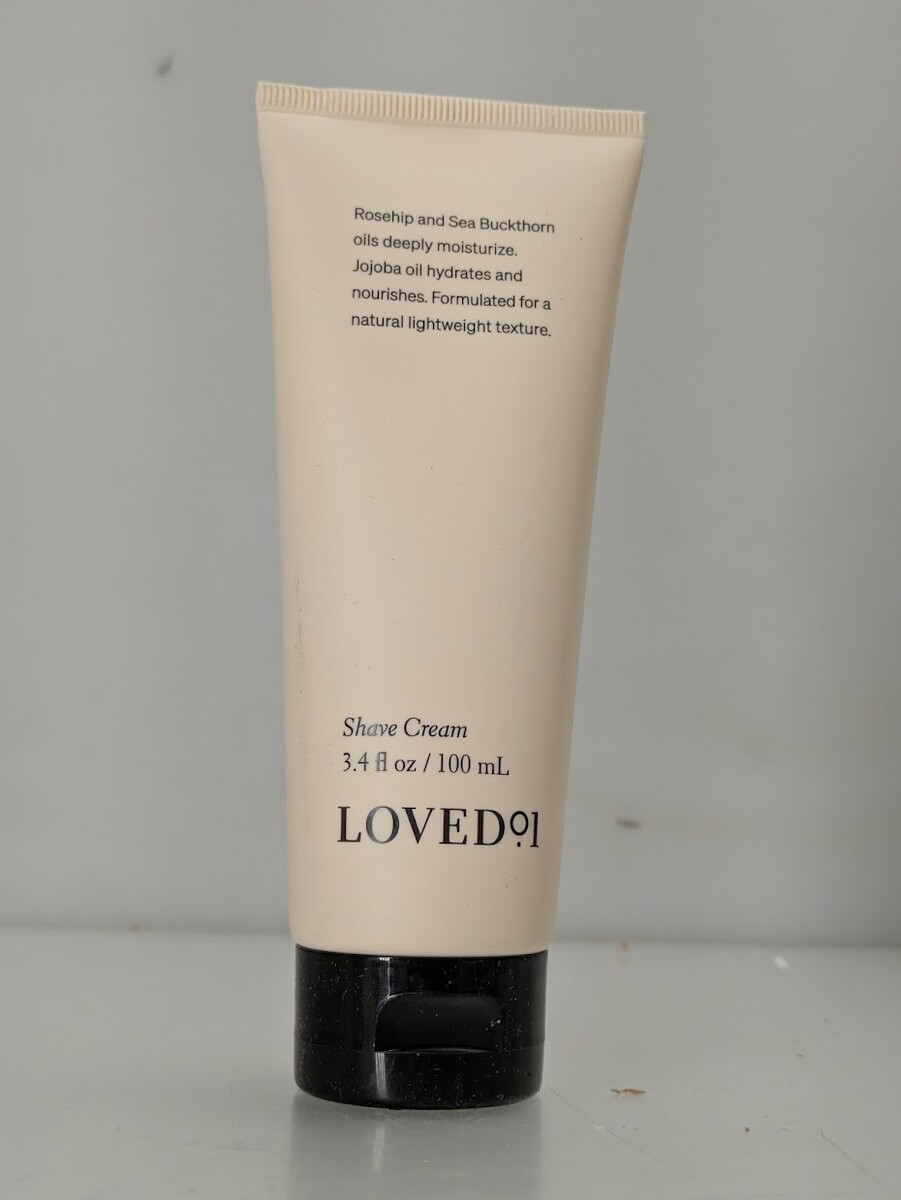 Rosehip and Sea Buckthorn
oils deeply moisturize.
Jojoba oil hydrates and
nourishes. Formulated for a
natural lightweight texture.
Shave Cream
3.4 fl oz / 100 mL
LOVED01